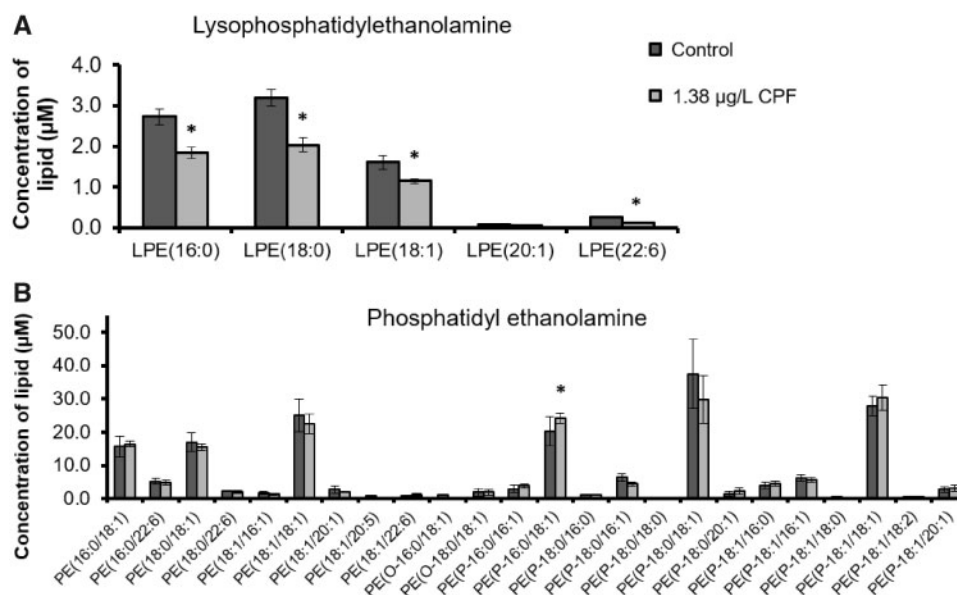 A
Lysophosphatidylethanolamine
Control
1.38 µg/L CPF
Concentration of
lipid (µM)
4.0
3.0
2.0
1.0
0.0
*
*
*
*
LPE(16:0)
LPE(18:0)
LPE(18:1)
LPE(20:1)
LPE(22:6)
B
Phosphatidyl ethanolamine
Concentration of lipid (µM)
50.0
40.0
30.0
20.0
10.0
0.0
*
PE(16:0/18:1)
PE(16:0/22:6)
PE(18:0/18:1)
PE(18:0/22:6)
PE(18:1/16:1)
PE(18:1/18:1)
PE(18:1/20:1)
PE(18:1/20:5)
PE(18:1/22:6)
PE(O-16:0/18:1)
PE(O-18:0/18:1)
PE(P-16:0/16:1)
PE(P-16:0/18:1)
PE(P-18:0/16:0)
PE(P-18:0/16:1)
PE(P-18:0/18:0)
PE(P-18:0/18:1)
PE(P-18:0/20:1)
PE(P-18:1/16:0)
PE(P-18:1/16:1)
PE(P-18:1/18:0)
PE(P-18:1/18:1)
PE(P-18:1/18:2)
PE(P-18:1/20:1)